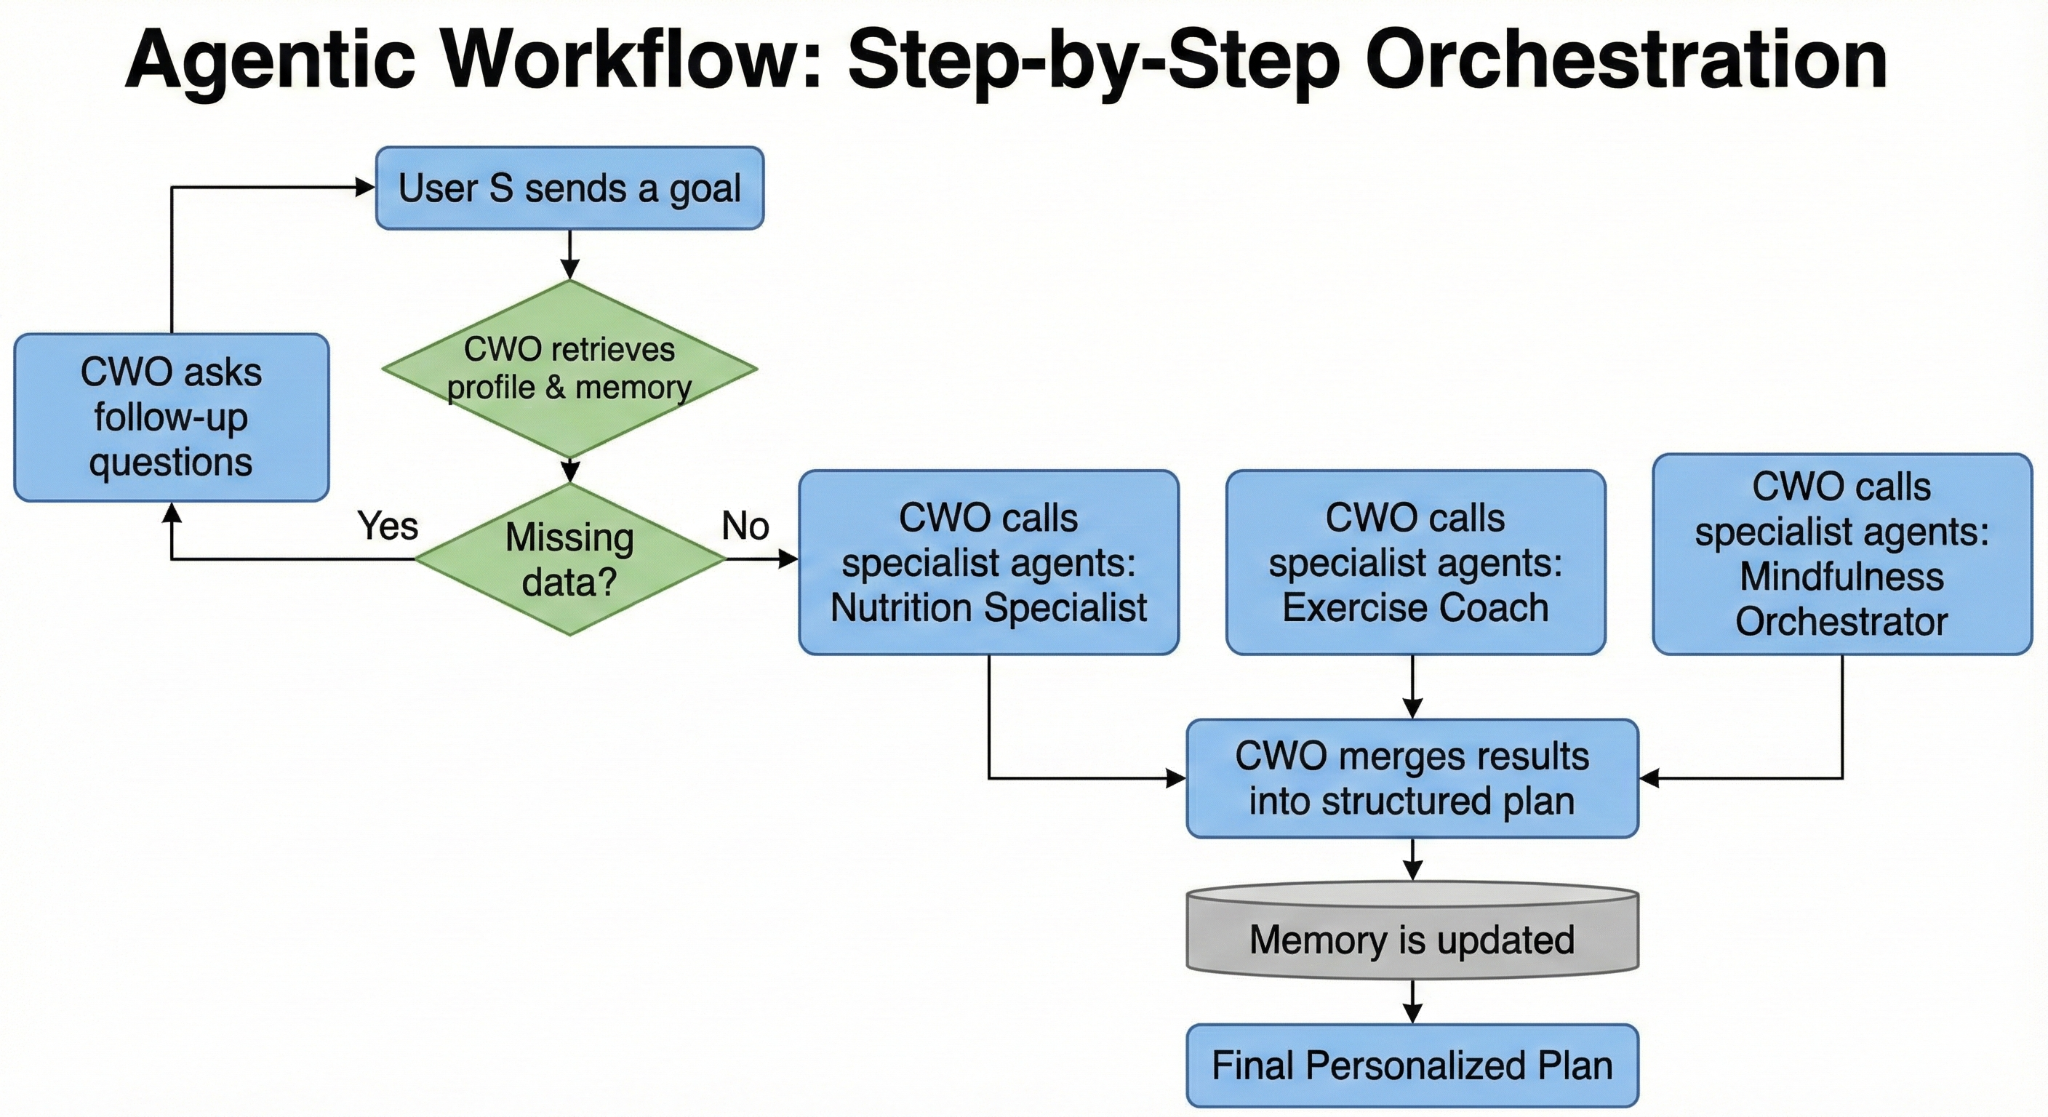 Agentic Workflow: Step-by-Step Orchestration
User S sends a goal
CWO retrieves
profile & memory
CWO asks
follow-up
questions
Yes
Missing
data?
No
CWO calls
specialist agents:
Nutrition Specialist
CWO calls
specialist agents:
Exercise Coach
CWO calls
specialist agents:
Mindfulness
Orchestrator
CWO merges results
into structured plan
Memory is updated
Final Personalized Plan